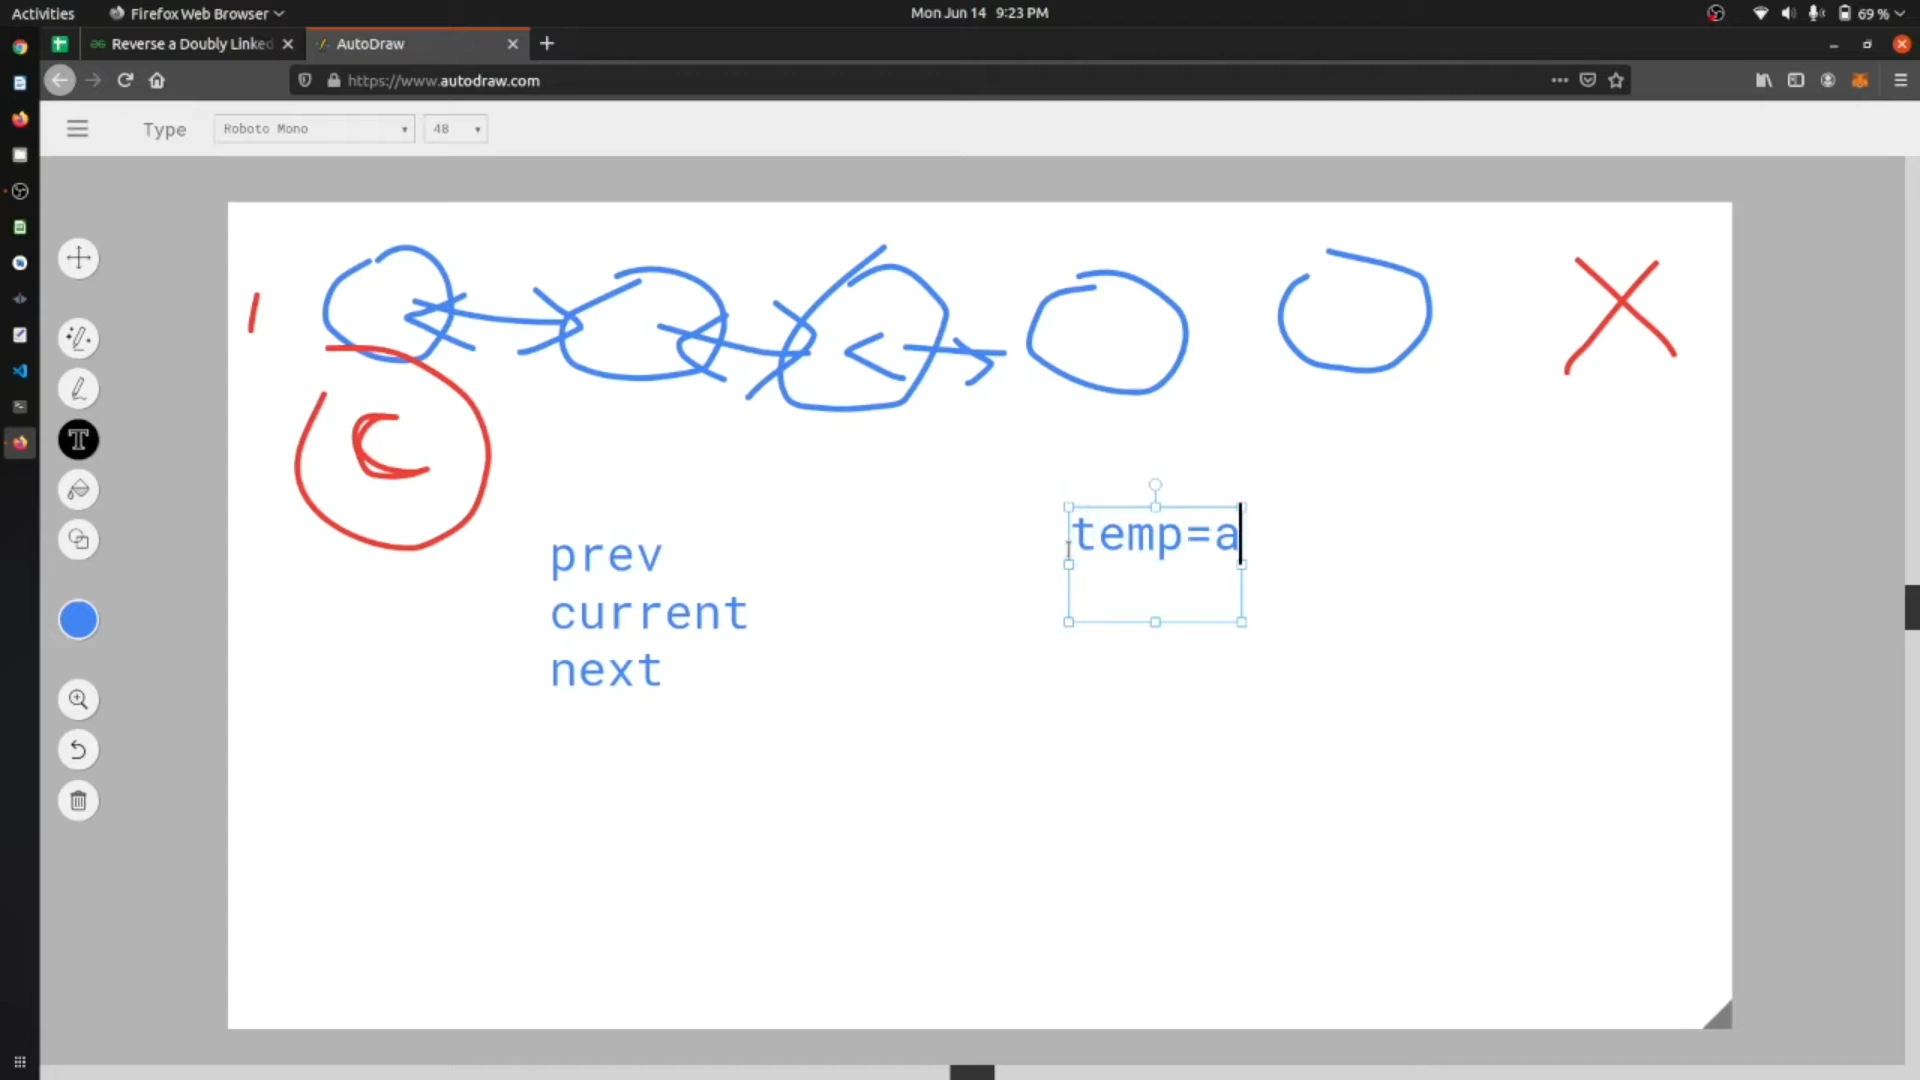 Activities
Firefox Web Browser
Mon Jun 14 9:23 PM
69 %
Reverse a Doubly Linked
AutoDraw
https://www.autodraw.com
Type
Roboto Mono
48
C
temp=a
prev
current
next